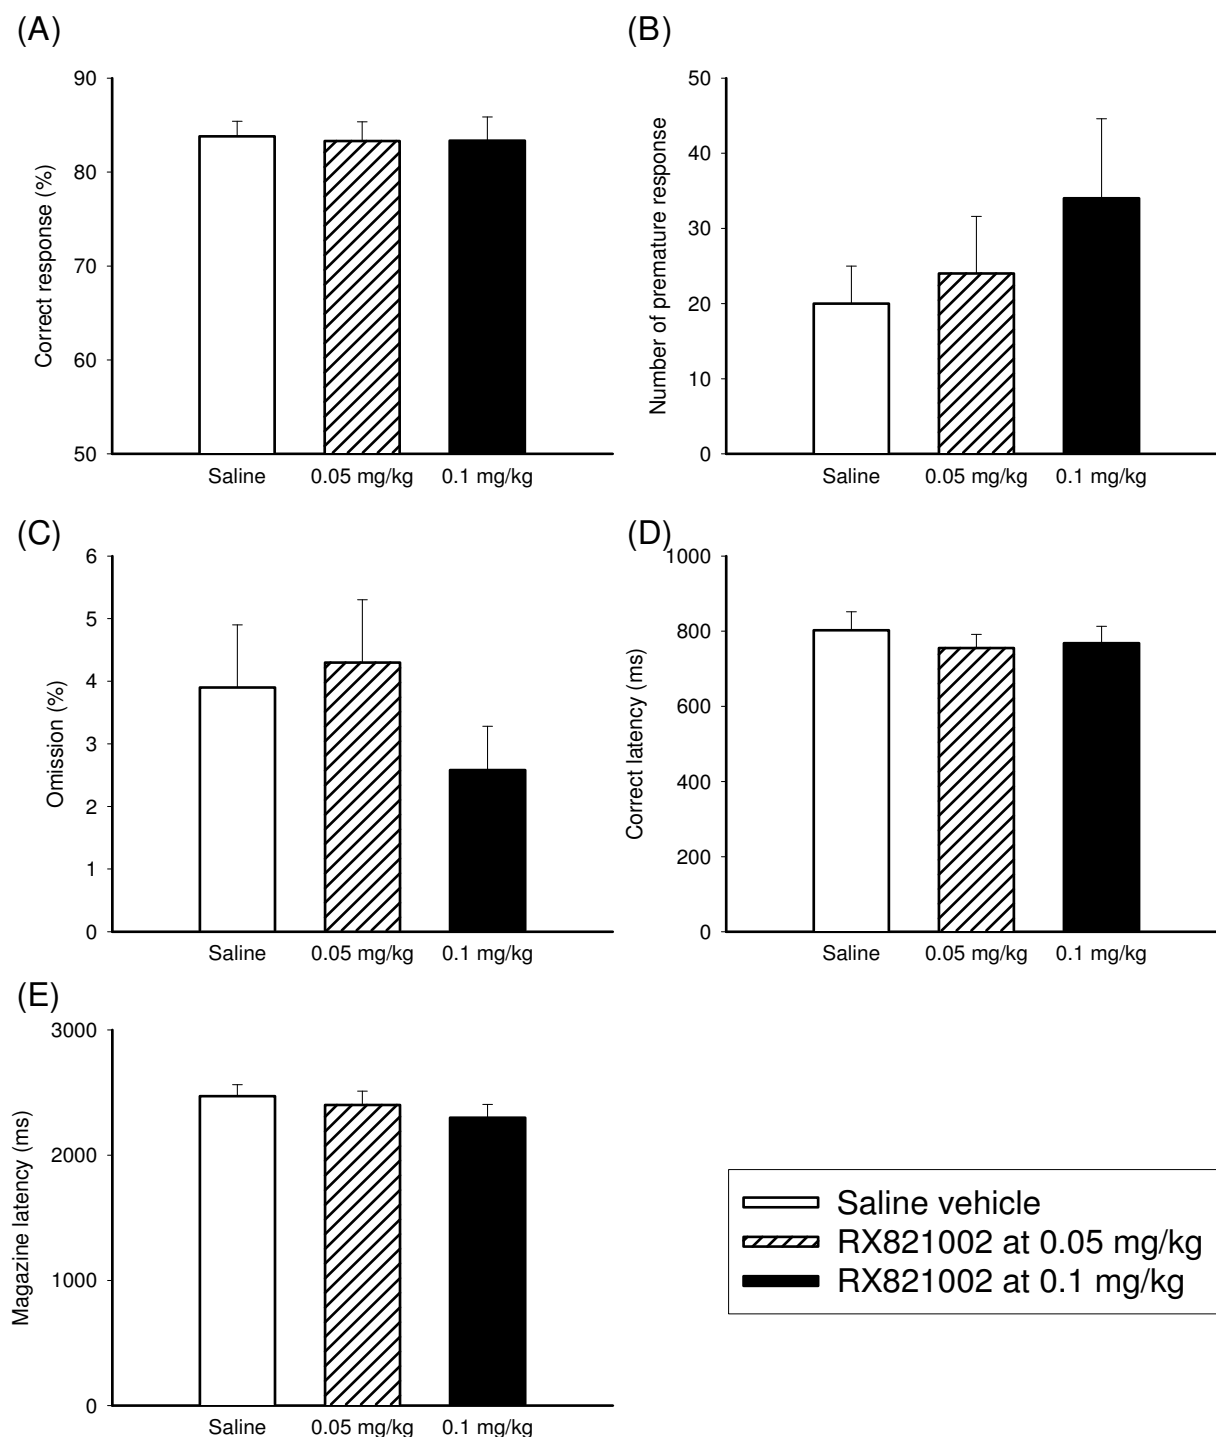 (A)
Correct response (%)
90
80
70
60
50
Saline 0.05 mg/kg 0.1 mg/kg
(B)
Number of premature response
50
40
30
20
10
0
Saline 0.05 mg/kg 0.1 mg/kg
(C)
Omission (%)
6
5
4
3
2
1
0
Saline 0.05 mg/kg 0.1 mg/kg
(D)
Correct latency (ms)
1000
800
600
400
200
0
Saline 0.05 mg/kg 0.1 mg/kg
(E)
Magazine latency (ms)
3000
2000
1000
0
Saline 0.05 mg/kg 0.1 mg/kg
Saline vehicle
RX821002 at 0.05 mg/kg
RX821002 at 0.1 mg/kg